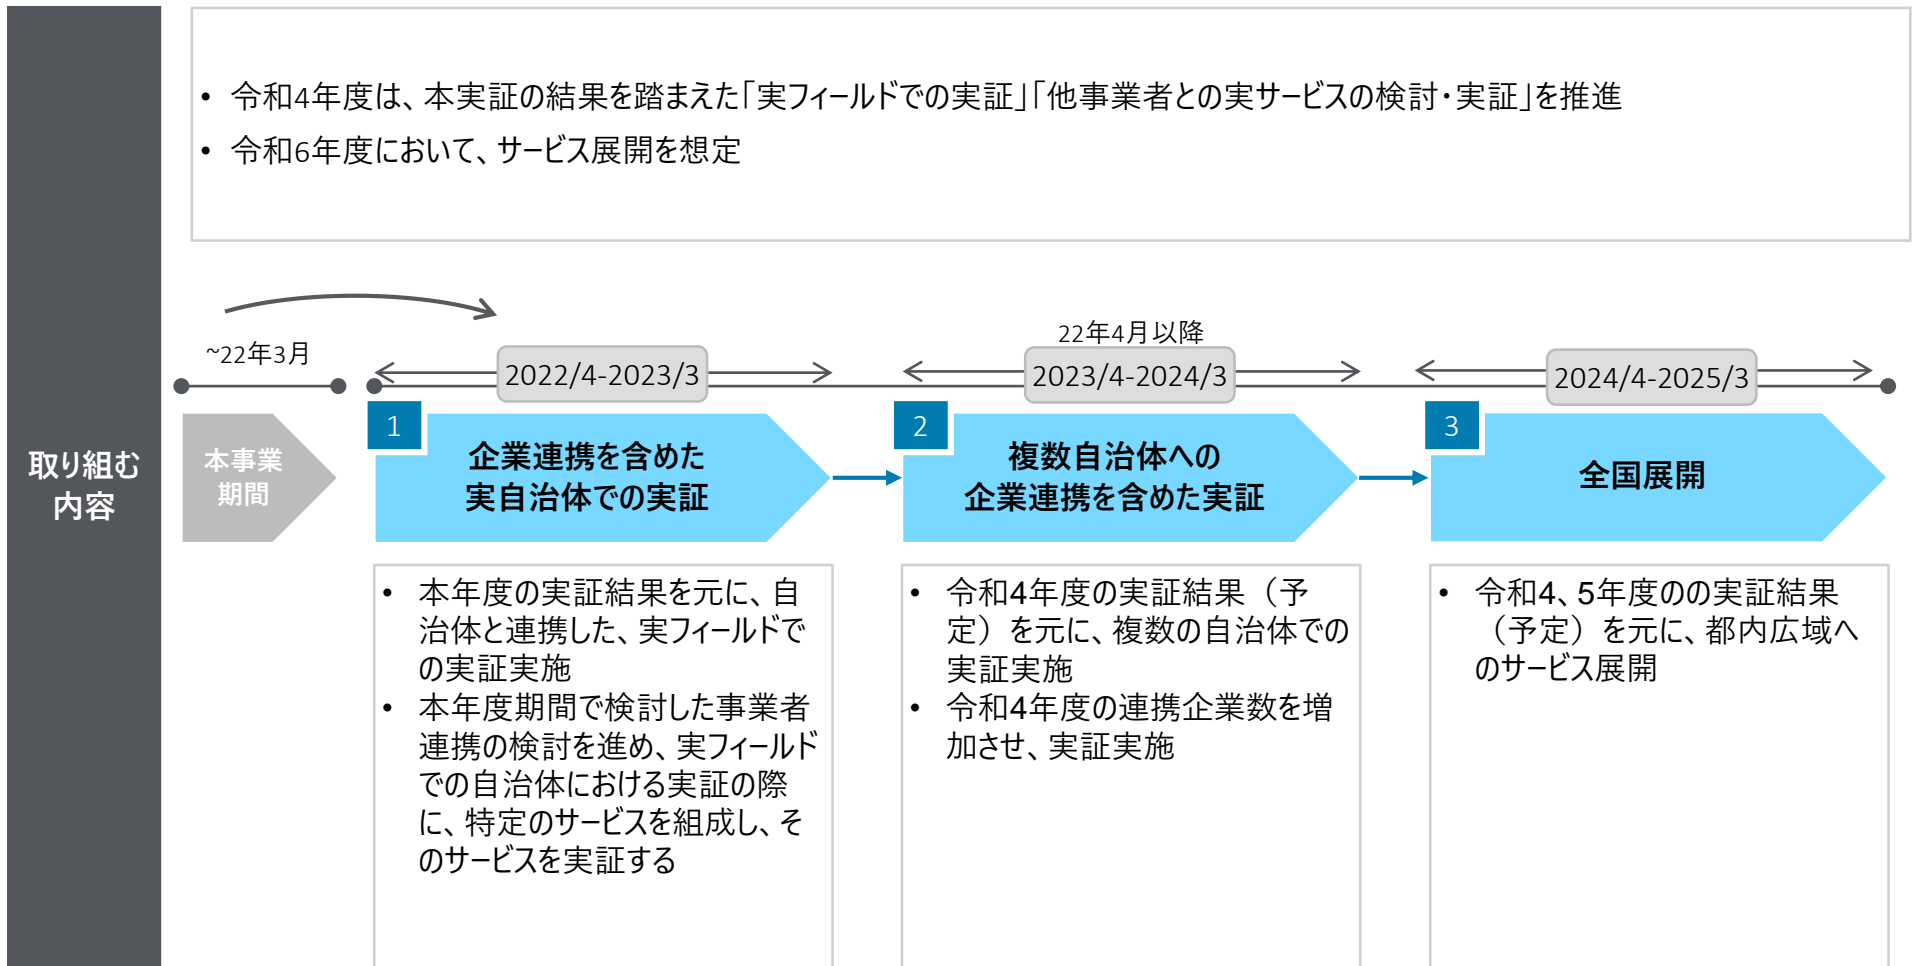 取り組む
内容
• 令和4年度は、本実証の結果を踏まえた「実フィールドでの実証」「他事業者との実サービスの検討・実証」を推進
• 令和6年度において、サービス展開を想定
~22年3月
22年4月以降
2022/4-2023/3
2023/4-2024/3
2024/4-2025/3
本事業
期間
1
企業連携を含めた
実自治体での実証
2
複数自治体への
企業連携を含めた実証
3
全国展開
• 本年度の実証結果を元に、自
治体と連携した、実フィールドで
の実証実施
• 本年度期間で検討した事業者
連携の検討を進め、実フィールド
での自治体における実証の際
に、特定のサービスを組成し、そ
のサービスを実証する
• 令和4年度の実証結果（予
定）を元に、複数の自治体での
実証実施
• 令和4年度の連携企業数を増
加させ、実証実施
• 令和4、5年度のの実証結果
（予定）を元に、都内広域へ
のサービス展開